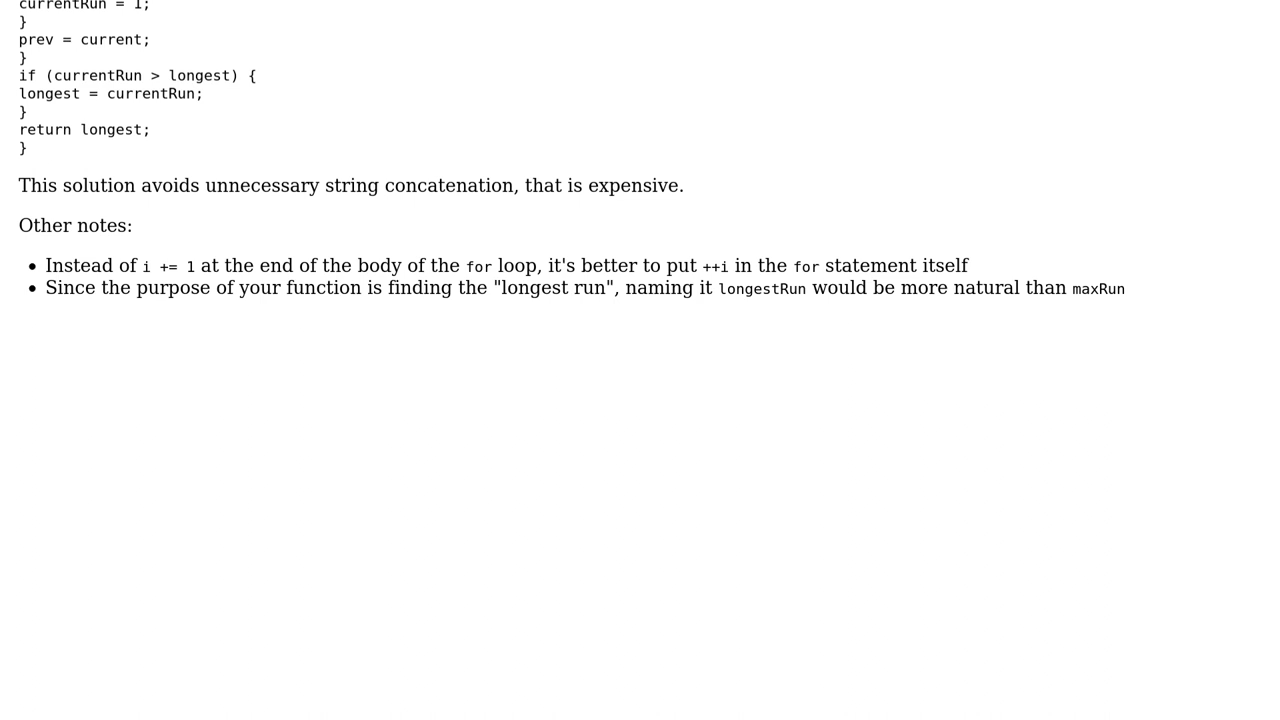 currentRun = 1;
}
prev = current;
}
if (currentRun > longest) {
longest = currentRun;
}
return longest;
}
This solution avoids unnecessary string concatenation, that is expensive.
Other notes:
• Instead of i += 1 at the end of the body of the for loop, it's better to put ++i in the for statement itself
• Since the purpose of your function is finding the "longest run", naming it longestRun would be more natural than maxRun